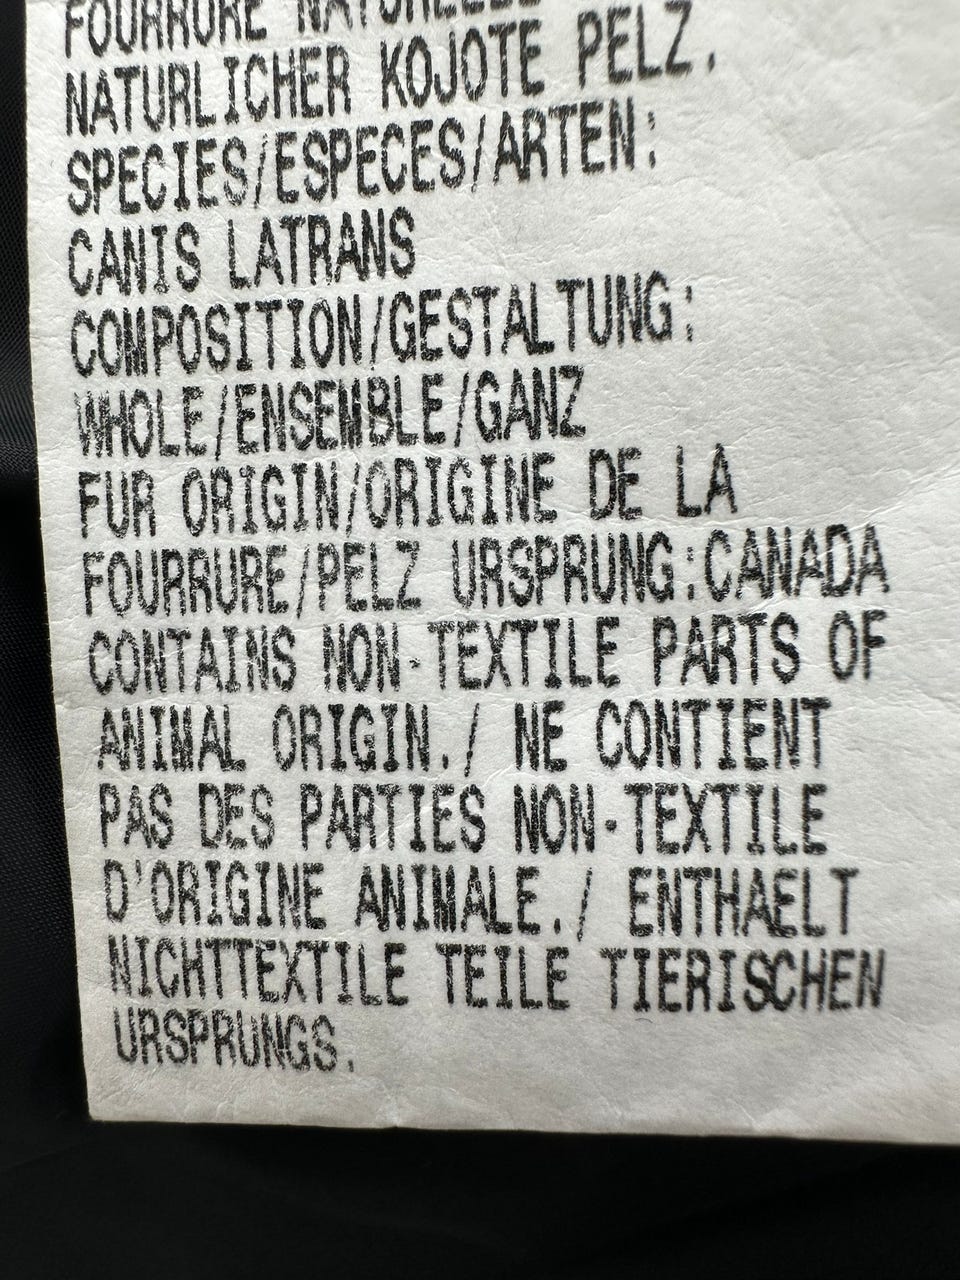 FOURRURE NATURELLE
NATURLICHER KOJOTE PELZ.
SPECIES/ESPECES/ARTEN:
CANIS LATRANS
COMPOSITION/GESTALTUNG:
WHOLE/ENSEMBLE/GANZ
FUR ORIGIN/ORIGINE DE LA
FOURRURE/PELZ URSPRUNG:CANADA
CONTAINS NON-TEXTILE PARTS OF
ANIMAL ORIGIN./ NE CONTIENT
PAS DES PARTIES NON-TEXTILE
D'ORIGINE ANIMALE./ ENTHAELT
NICHTTEXTILE TEILE TIERISCHEN
URSPRUNGS.